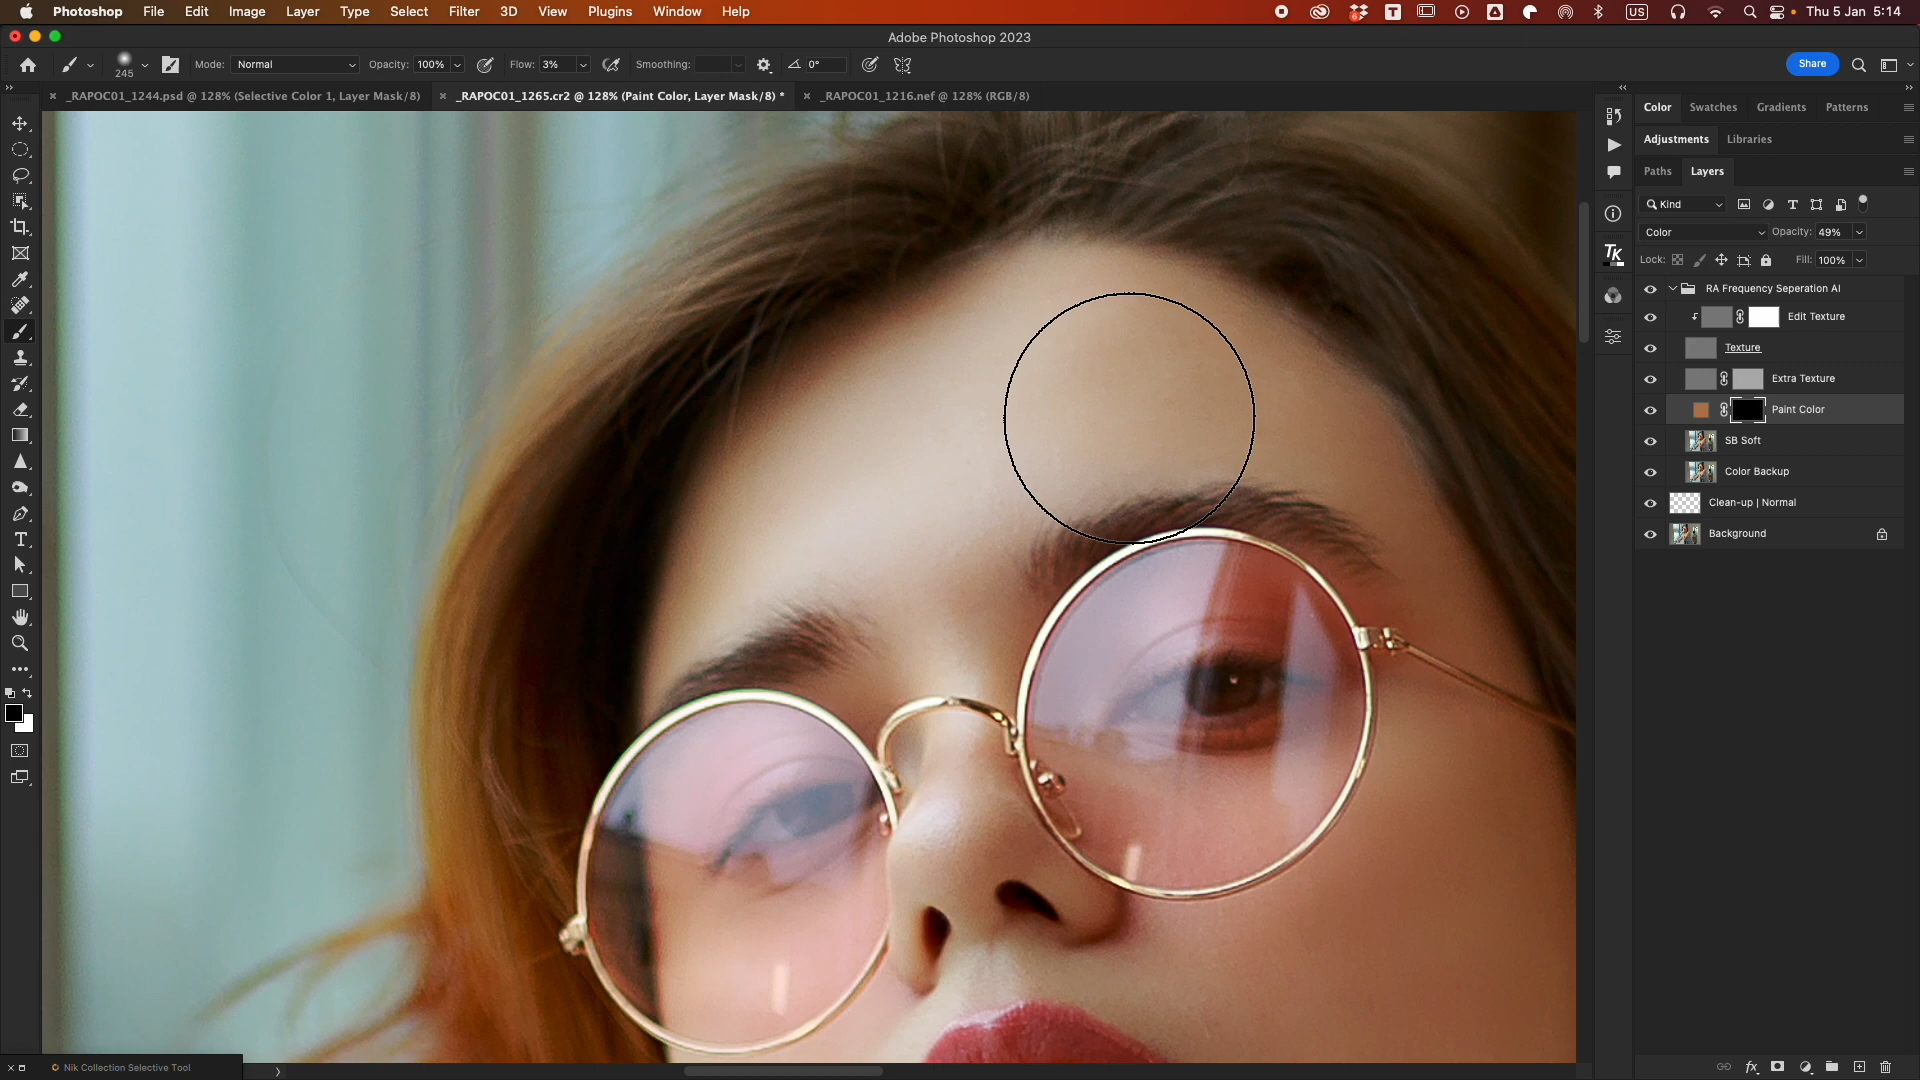 Photoshop File Edit Image Layer Type Select Filter 3D View Plugins Window Help US Thu 5 Jan 5:14
Adobe Photoshop 2023
245 Mode: Normal Opacity: 100% Flow: 3% Smoothing: 0° Share
_RAPOC01_1244.psd @ 128% (Selective Color 1, Layer Mask/8) _RAPOC01_1265.cr2 @ 128% (Paint Color, Layer Mask/8) * _RAPOC01_1216.nef @ 128% (RGB/8)
Color Swatches Gradients Patterns
Adjustments Libraries
Paths Layers
Kind
Color Opacity: 49%
Lock: Fill: 100%
TK
RA Frequency Seperation AI
Edit Texture
Texture
Extra Texture
Paint Color
SB Soft
Color Backup
Clean-up | Normal
Background
Nik Collection Selective Tool
fx